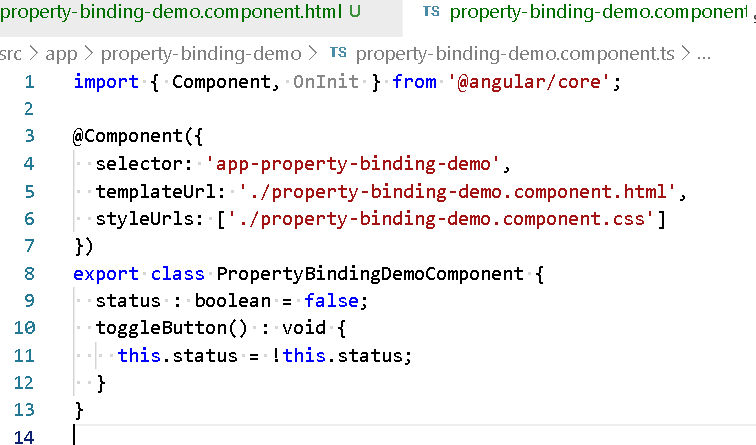 property-binding-demo.component.html U
TS property-binding-demo.component
src > app > property-binding-demo > TS property-binding-demo.component.ts > ...
1 import { Component, OnInit } from '@angular/core';
2
3 @Component({
4   selector: 'app-property-binding-demo',
5   templateUrl: './property-binding-demo.component.html',
6   styleUrls: ['./property-binding-demo.component.css']
7 })
8 export class PropertyBindingDemoComponent {
9   status : boolean = false;
10   toggleButton() : void {
11     this.status = !this.status;
12   }
13 }
14